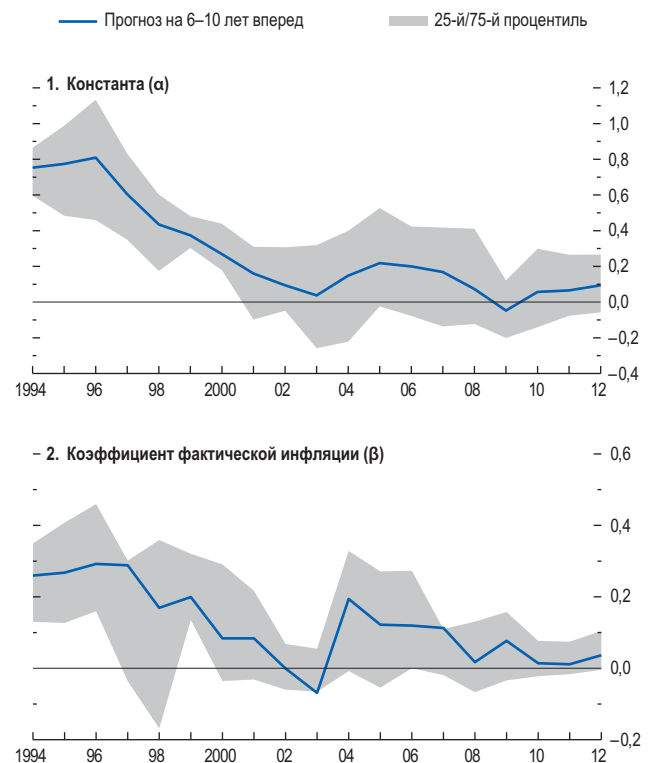 Прогноз на 6–10 лет вперед
25-й/75-й процентиль
1. Константа (α)
1,2
1,0
0,8
0,6
0,4
0,2
0,0
–0,2
–0,4
1994 96 98 2000 02 04 06 08 10 12
2. Коэффициент фактической инфляции (β)
0,6
0,4
0,2
0,0
–0,2
1994 96 98 2000 02 04 06 08 10 12